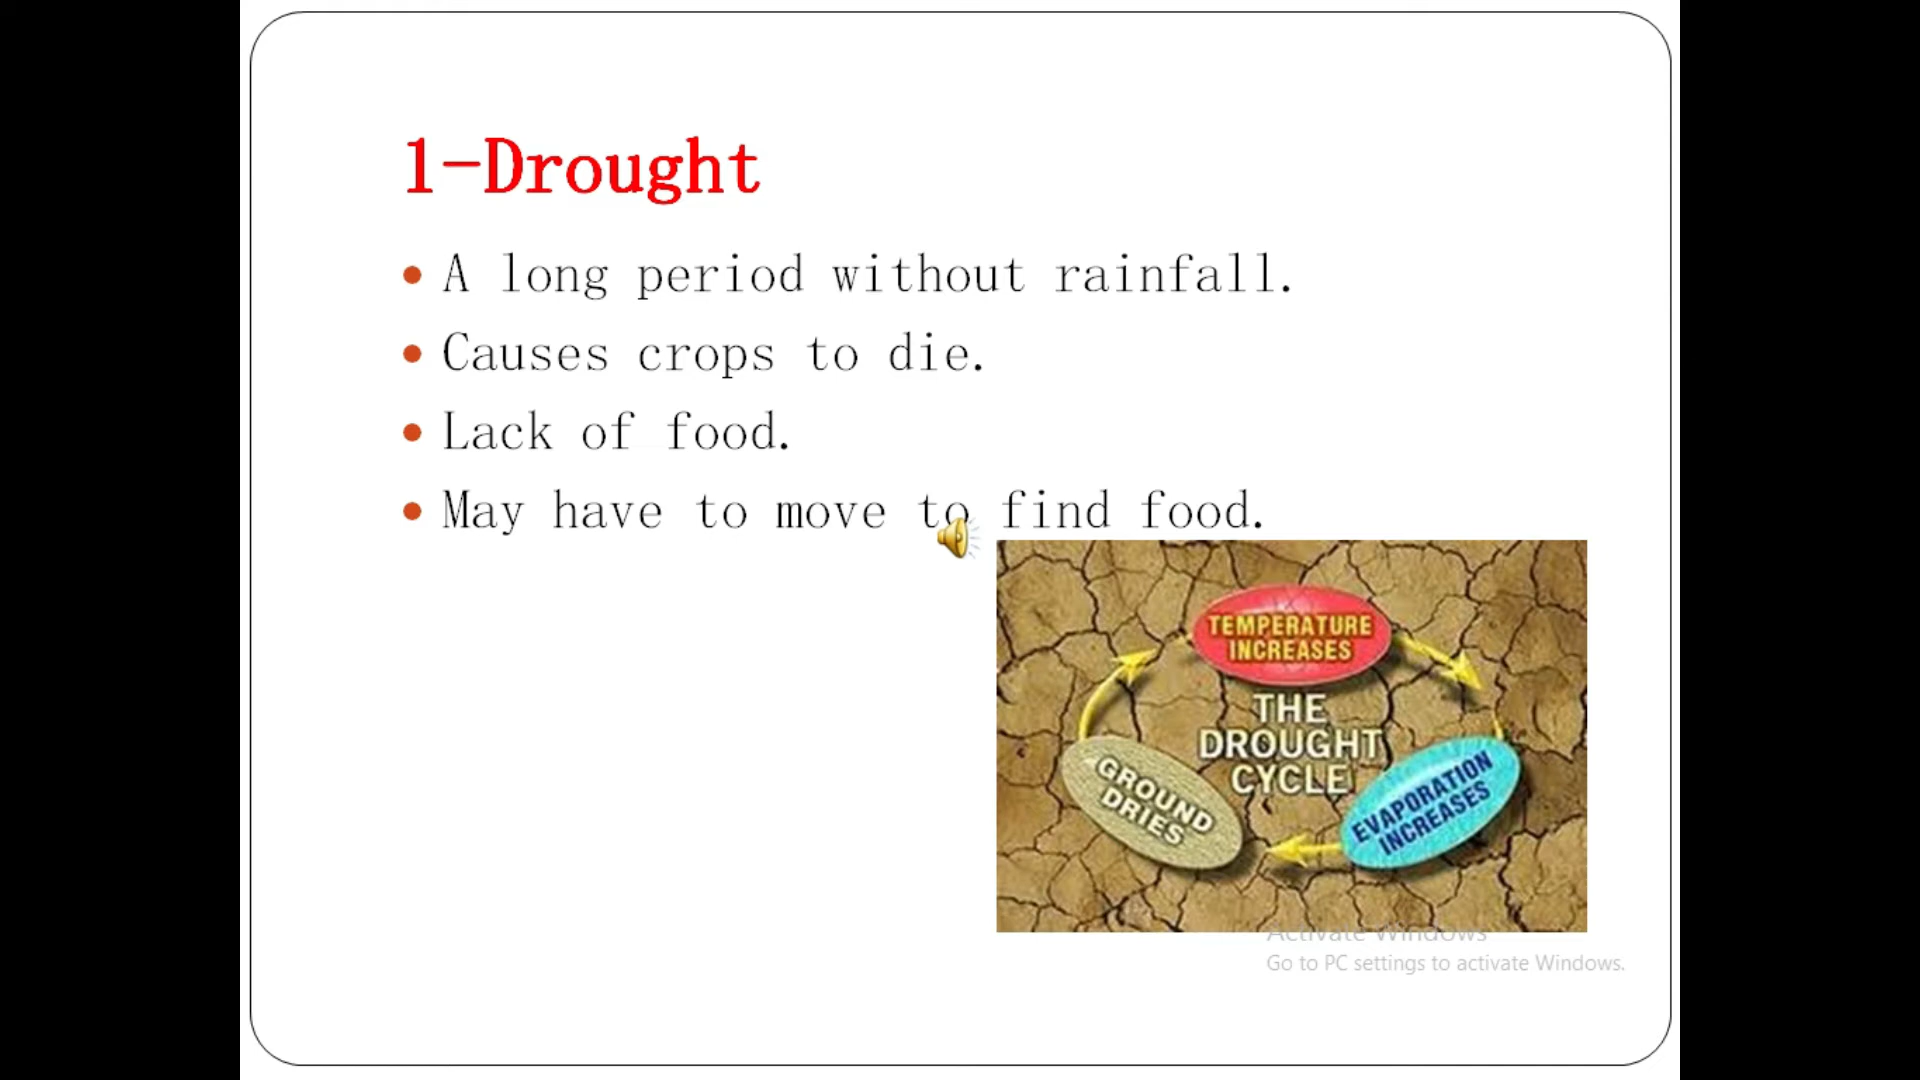 1-Drought
• A long period without rainfall.
• Causes crops to die.
• Lack of food.
• May have to move to find food.
TEMPERATURE
INCREASES
THE
DROUGHT
CYCLE
EVAPORATION
INCREASES
GROUND
DRIES
Activate Windows
Go to PC settings to activate Windows.